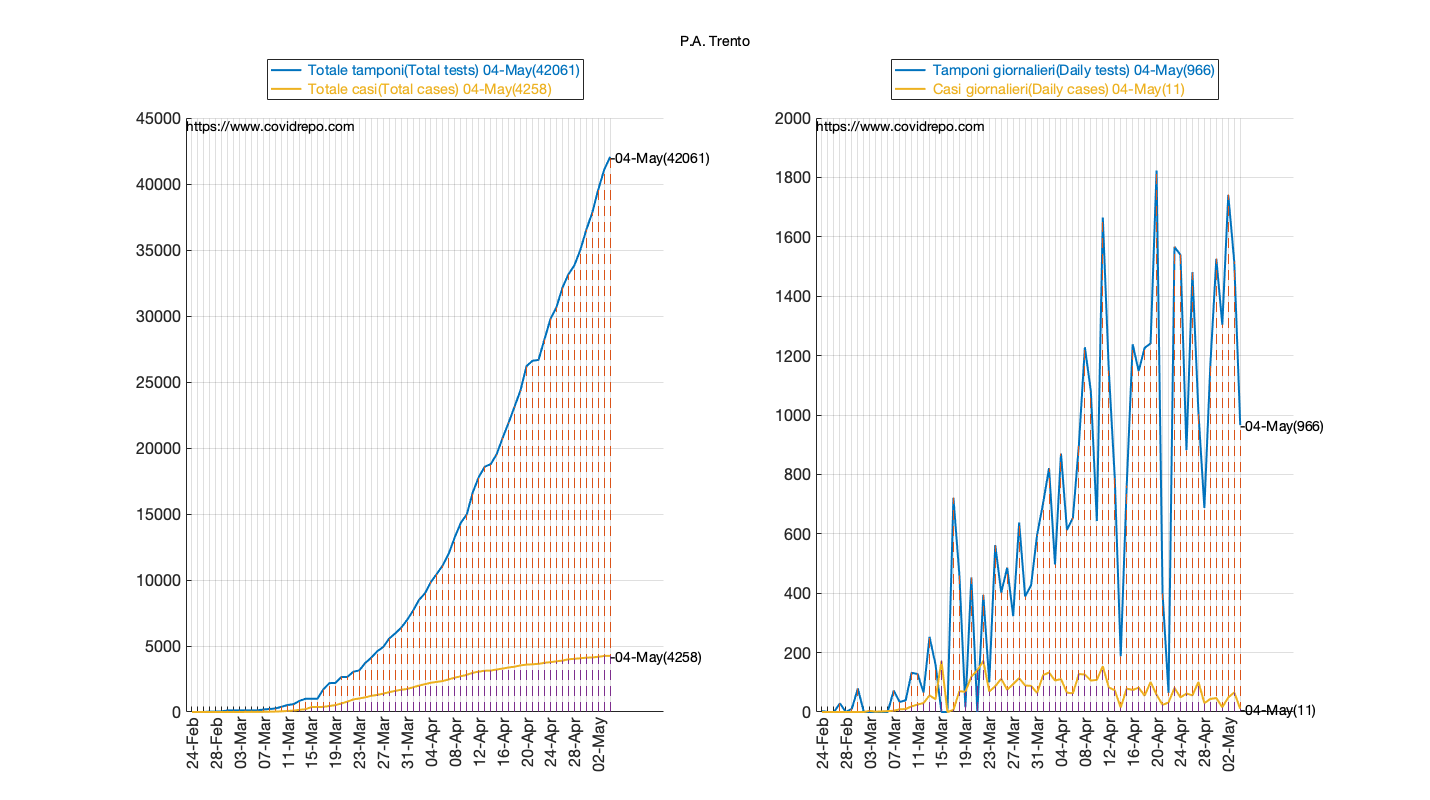 P.A. Trento
Totale tamponi(Total tests) 04-May(42061)
Totale casi(Total cases) 04-May(4258)
https://www.covidrepo.com
45000
40000
35000
30000
25000
20000
15000
10000
5000
0
04-May(42061)
04-May(4258)
24-Feb
28-Feb
03-Mar
07-Mar
11-Mar
15-Mar
19-Mar
23-Mar
27-Mar
31-Mar
04-Apr
08-Apr
12-Apr
16-Apr
20-Apr
24-Apr
28-Apr
02-May
Tamponi giornalieri(Daily tests) 04-May(966)
Casi giornalieri(Daily cases) 04-May(11)
https://www.covidrepo.com
2000
1800
1600
1400
1200
1000
800
600
400
200
0
04-May(966)
04-May(11)
24-Feb
28-Feb
03-Mar
07-Mar
11-Mar
15-Mar
19-Mar
23-Mar
27-Mar
31-Mar
04-Apr
08-Apr
12-Apr
16-Apr
20-Apr
24-Apr
28-Apr
02-May